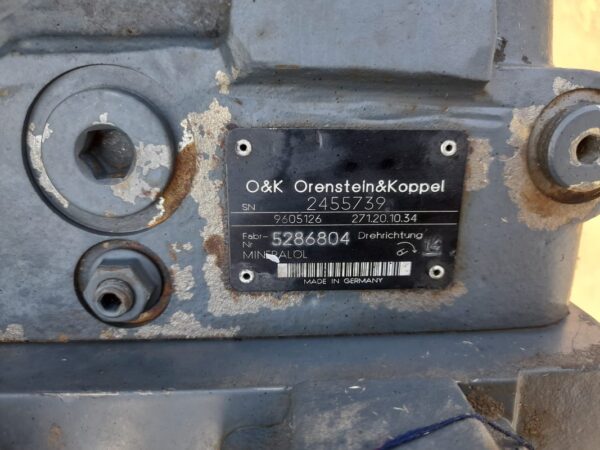 O&K Orenstein&Koppel
SN 2455739
9605126 271.20.10.34
Fabr.- Nr. 5286804 Drehrichtung
MINERALÖL
MADE IN GERMANY